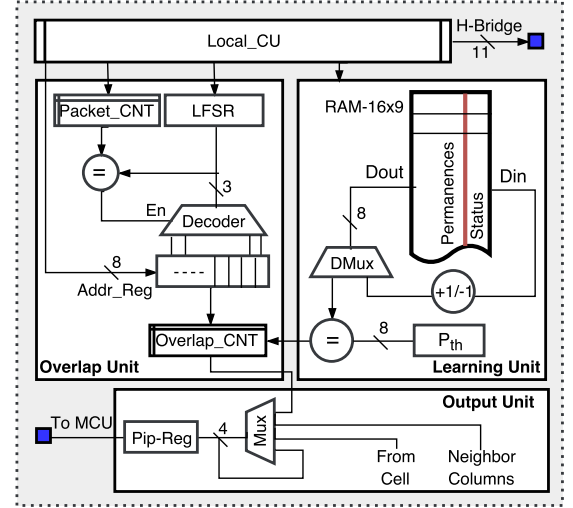 Local_CU
H-Bridge
11
Packet_CNT
LFSR
RAM-16x9
=
3
En
Decoder
8
Addr_Reg
----
Overlap_CNT
Overlap Unit
Dout
Din
Permanences
Status
8
DMux
+1/-1
=
8
Pth
Learning Unit
Output Unit
To MCU
Pip-Reg
4
Mux
From
Cell
Neighbor
Columns